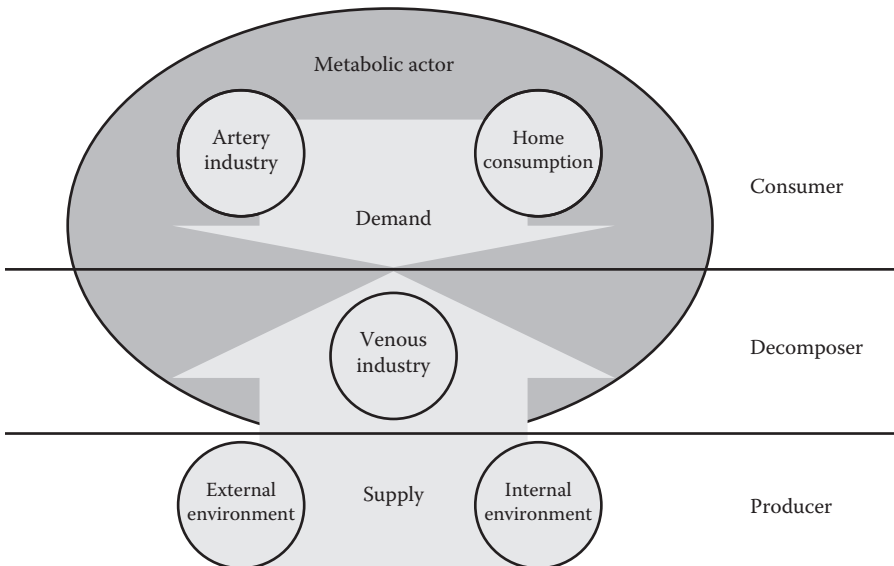 Metabolic actor
Artery
industry
Home
consumption
Consumer
Demand
Venous
industry
Decomposer
External
environment
Supply
Internal
environment
Producer